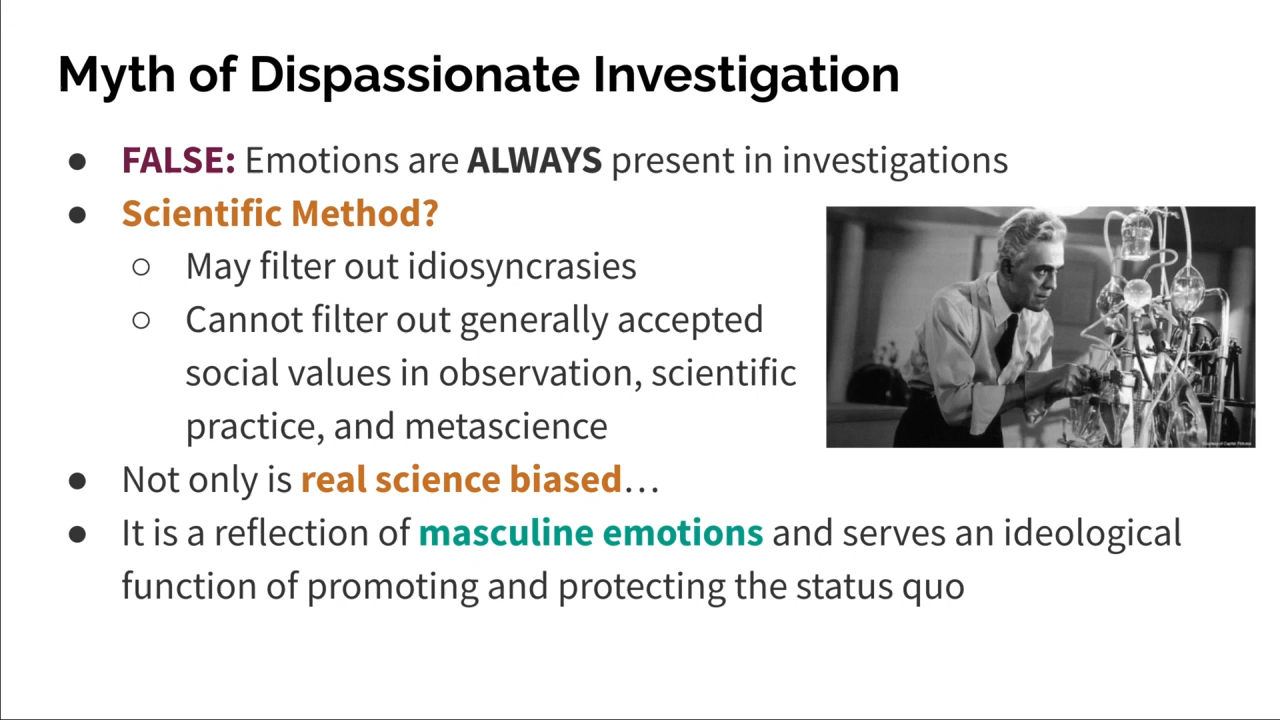 Myth of Dispassionate Investigation
● FALSE: Emotions are ALWAYS present in investigations
● Scientific Method?
○ May filter out idiosyncrasies
○ Cannot filter out generally accepted
social values in observation, scientific
practice, and metascience
● Not only is real science biased…
● It is a reflection of masculine emotions and serves an ideological
function of promoting and protecting the status quo